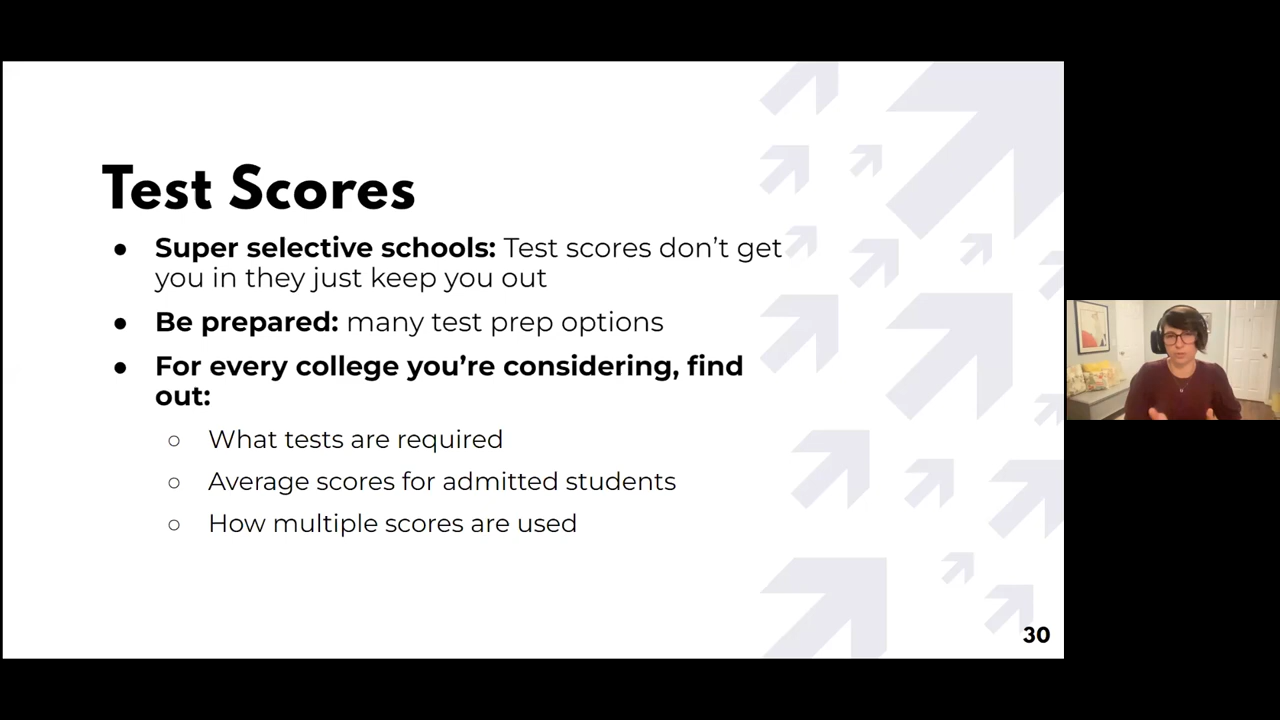 Test Scores
● Super selective schools: Test scores don’t get
you in they just keep you out
● Be prepared: many test prep options
● For every college you’re considering, find
out:
○ What tests are required
○ Average scores for admitted students
○ How multiple scores are used
30